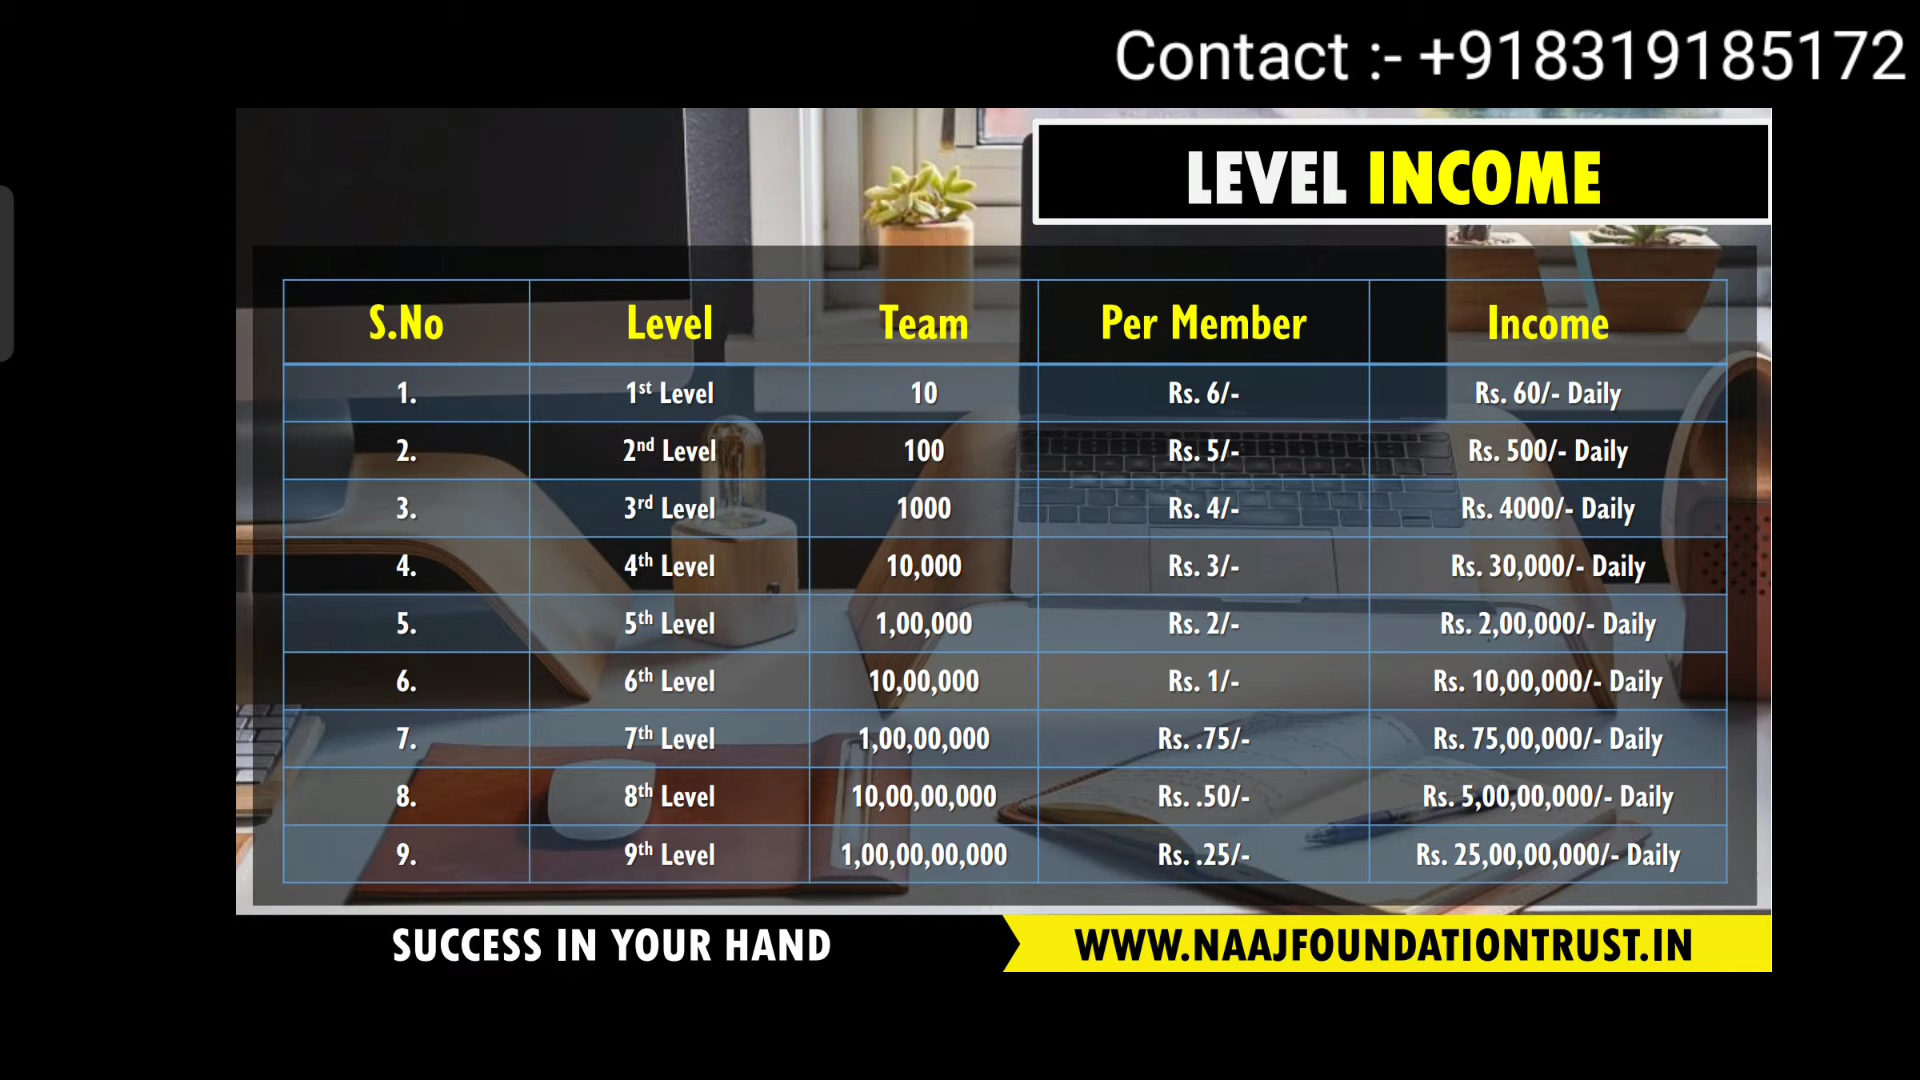 Contact :- +918319185172
LEVEL INCOME
S.No Level Team Per Member Income
1. 1st Level 10 Rs. 6/- Rs. 60/- Daily
2. 2nd Level 100 Rs. 5/- Rs. 500/- Daily
3. 3rd Level 1000 Rs. 4/- Rs. 4000/- Daily
4. 4th Level 10,000 Rs. 3/- Rs. 30,000/- Daily
5. 5th Level 1,00,000 Rs. 2/- Rs. 2,00,000/- Daily
6. 6th Level 10,00,000 Rs. 1/- Rs. 10,00,000/- Daily
7. 7th Level 1,00,00,000 Rs. .75/- Rs. 75,00,000/- Daily
8. 8th Level 10,00,00,000 Rs. .50/- Rs. 5,00,00,000/- Daily
9. 9th Level 1,00,00,00,000 Rs. .25/- Rs. 25,00,00,000/- Daily
SUCCESS IN YOUR HAND
WWW.NAAJFOUNDATIONTRUST.IN